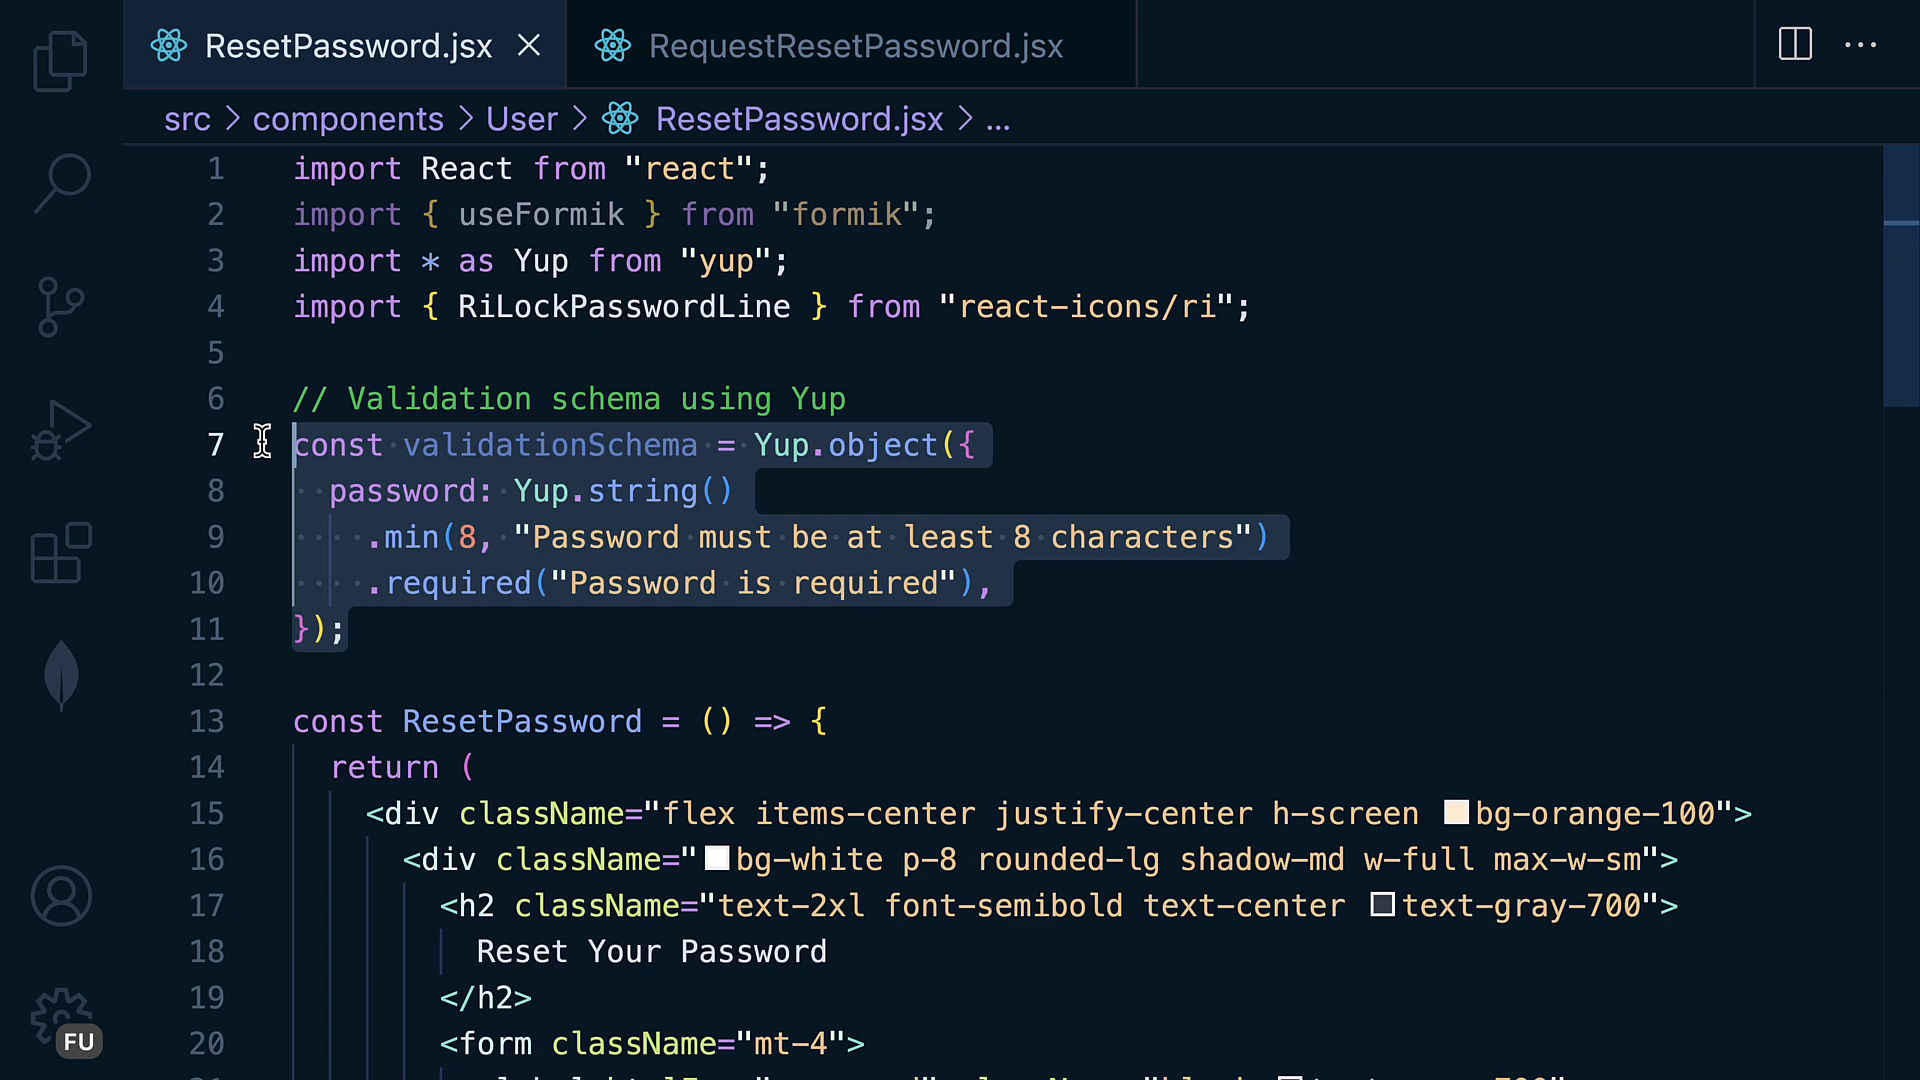 ResetPassword.jsx
RequestResetPassword.jsx
src > components > User > ResetPassword.jsx > ...
1 import React from "react";
2 import { useFormik } from "formik";
3 import * as Yup from "yup";
4 import { RiLockPasswordLine } from "react-icons/ri";
5
6 // Validation schema using Yup
7 const validationSchema = Yup.object({
8 password: Yup.string()
9 .min(8, "Password must be at least 8 characters")
10 .required("Password is required"),
11 });
12
13 const ResetPassword = () => {
14 return (
15 <div className="flex items-center justify-center h-screen bg-orange-100">
16 <div className="bg-white p-8 rounded-lg shadow-md w-full max-w-sm">
17 <h2 className="text-2xl font-semibold text-center text-gray-700">
18 Reset Your Password
19 </h2>
20 <form className="mt-4">
FU